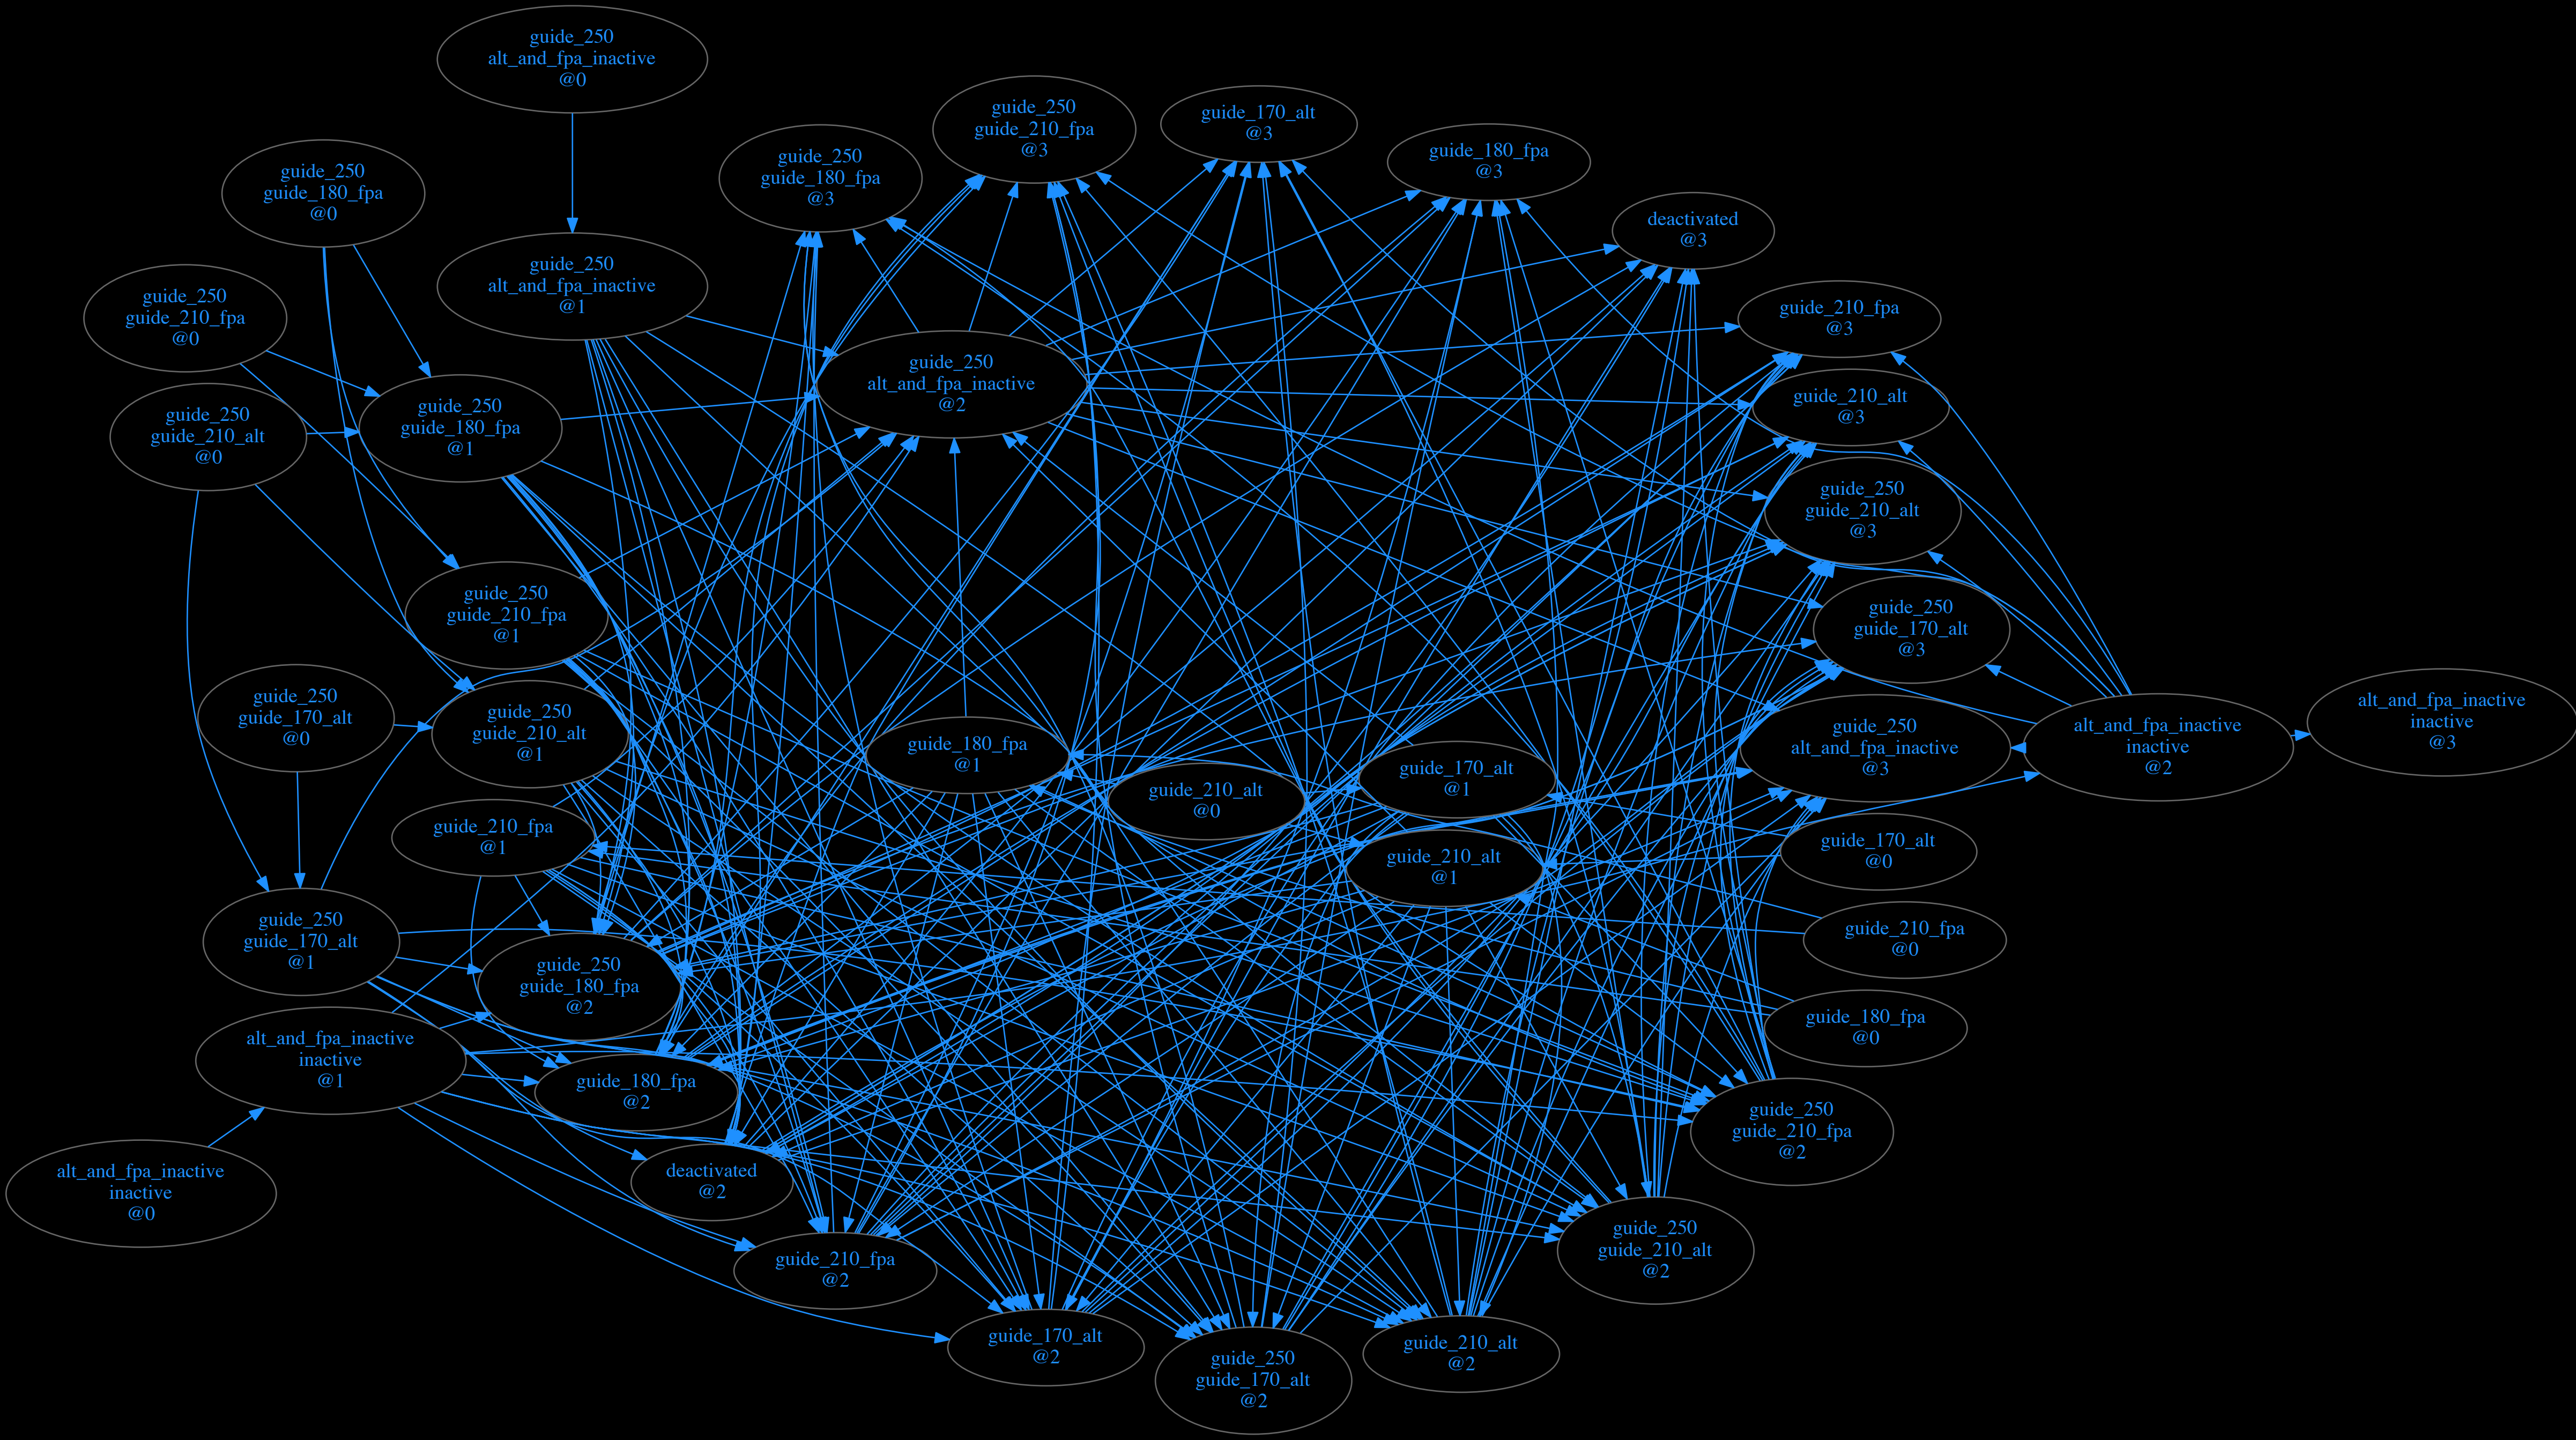 guide_250
alt_and_fpa_inactive
@0
guide_250
guide_210_fpa
@3
guide_170_alt
@3
guide_180_fpa
@3
guide_250
guide_180_fpa
@3
guide_250
guide_180_fpa
@0
deactivated
@3
guide_250
alt_and_fpa_inactive
@1
guide_250
guide_210_fpa
@0
guide_210_fpa
@3
guide_250
alt_and_fpa_inactive
@2
guide_210_alt
@3
guide_250
guide_210_alt
@0
guide_250
guide_180_fpa
@1
guide_250
guide_210_alt
@3
guide_250
guide_210_fpa
@1
guide_250
guide_170_alt
@3
guide_250
guide_170_alt
@0
guide_250
guide_210_alt
@1
guide_180_fpa
@1
guide_210_alt
@0
guide_170_alt
@1
guide_250
alt_and_fpa_inactive
@3
alt_and_fpa_inactive
inactive
@2
alt_and_fpa_inactive
inactive
@3
guide_210_fpa
@1
guide_210_alt
@1
guide_170_alt
@0
guide_250
guide_170_alt
@1
guide_210_fpa
@0
guide_250
guide_180_fpa
@2
guide_180_fpa
@0
alt_and_fpa_inactive
inactive
@1
guide_180_fpa
@2
guide_250
guide_210_fpa
@2
alt_and_fpa_inactive
inactive
@0
deactivated
@2
guide_250
guide_210_alt
@2
guide_210_fpa
@2
guide_170_alt
@2
guide_250
guide_170_alt
@2
guide_210_alt
@2